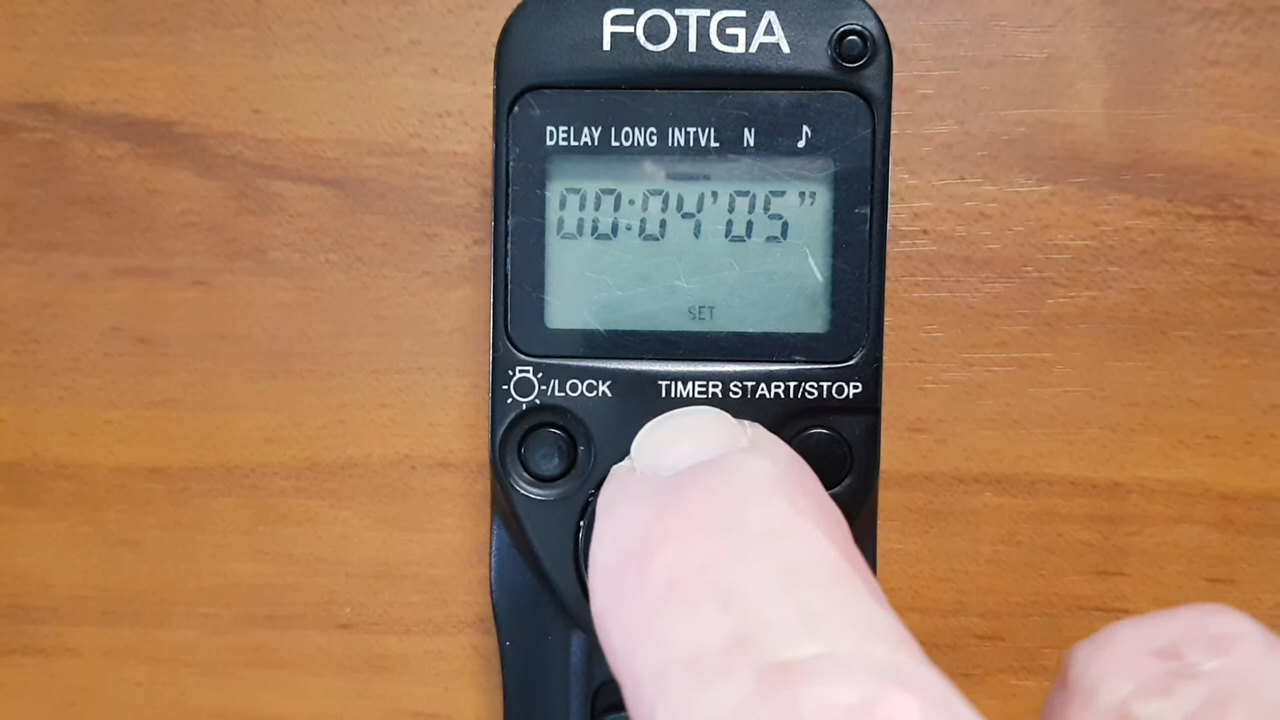 FOTGA
DELAY LONG INTVL N ♪
00:04'05"
SET
-/LOCK TIMER START/STOP